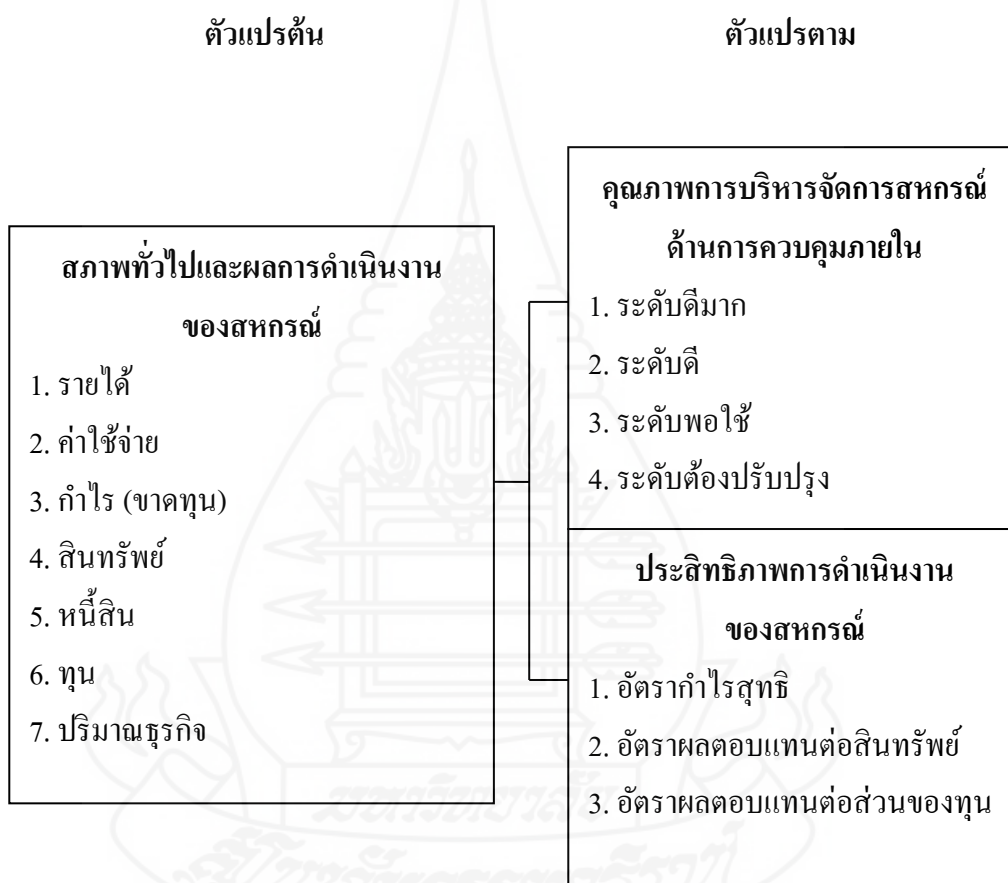 ตัวแปรต้น
ตัวแปรตาม
สภาพทั่วไปและผลการดำเนินงาน
ของสหกรณ์
1. รายได้
2. ค่าใช้จ่าย
3. กำไร (ขาดทุน)
4. สินทรัพย์
5. หนี้สิน
6. ทุน
7. ปริมาณธุรกิจ
คุณภาพการบริหารจัดการสหกรณ์
ด้านการควบคุมภายใน
1. ระดับดีมาก
2. ระดับดี
3. ระดับพอใช้
4. ระดับต้องปรับปรุง
ประสิทธิภาพการดำเนินงาน
ของสหกรณ์
1. อัตรากำไรสุทธิ
2. อัตราผลตอบแทนต่อสินทรัพย์
3. อัตราผลตอบแทนต่อส่วนของทุน